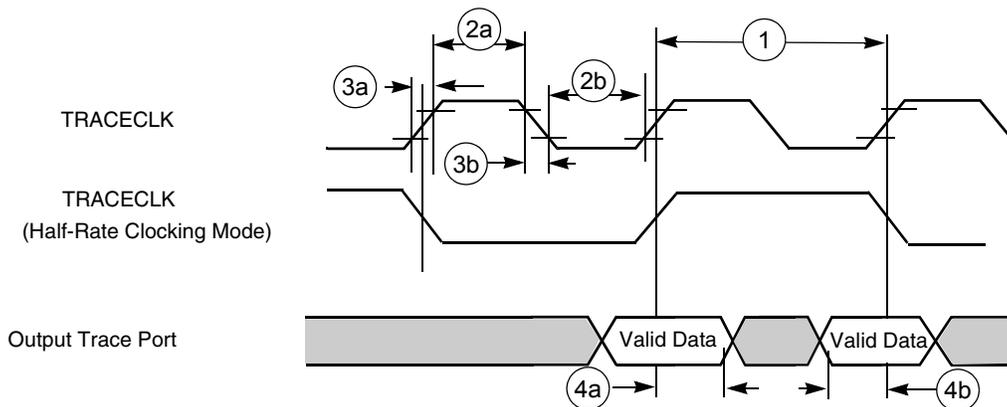 2a
1
3a
2b
TRACECLK
3b
TRACECLK
(Half-Rate Clocking Mode)
Output Trace Port
Valid Data
Valid Data
4a
4b